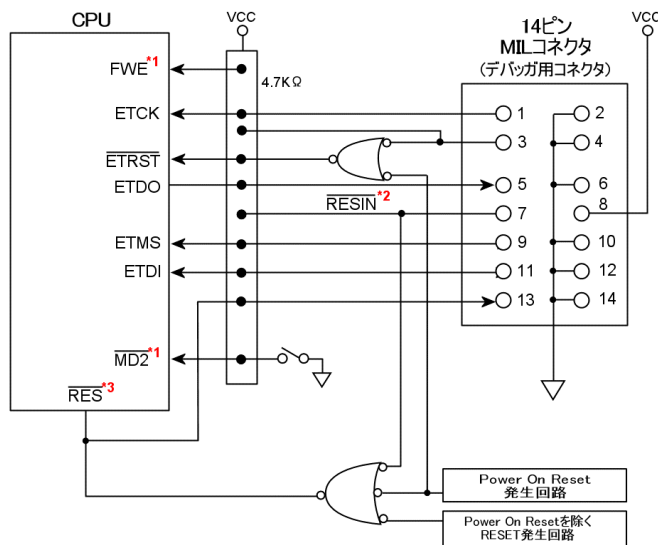 CPU
VCC
14ピン
MILコネクタ
(デバッガ用コネクタ)
VCC
FWE*1
4.7KΩ
ETCK
1
2
3
4
ETRST
ETDO
5
6
RESIN*2
7
8
ETMS
9
10
ETDI
11
12
13
14
MD2*1
RES*3
Power On Reset
発生回路
Power On Resetを除く
RESET発生回路